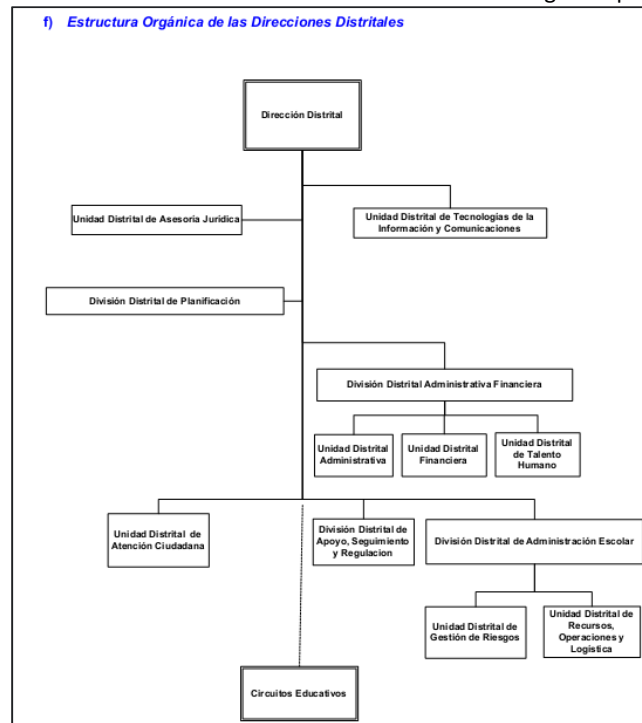 f) Estructura Orgánica de las Direcciones Distritales
Dirección Distrital
Unidad Distrital de Asesoría Jurídica
Unidad Distrital de Tecnologías de la
Información y Comunicaciones
División Distrital de Planificación
División Distrital Administrativa Financiera
Unidad Distrital
Administrativa
Unidad Distrital
Financiera
Unidad Distrital
de Talento
Humano
Unidad Distrital de
Atención Ciudadana
División Distrital de
Apoyo, Seguimiento
y Regulacion
División Distrital de Administración Escolar
Unidad Distrital de
Gestión de Riesgos
Unidad Distrital de
Recursos,
Operaciones y
Logística
Circuitos Educativos